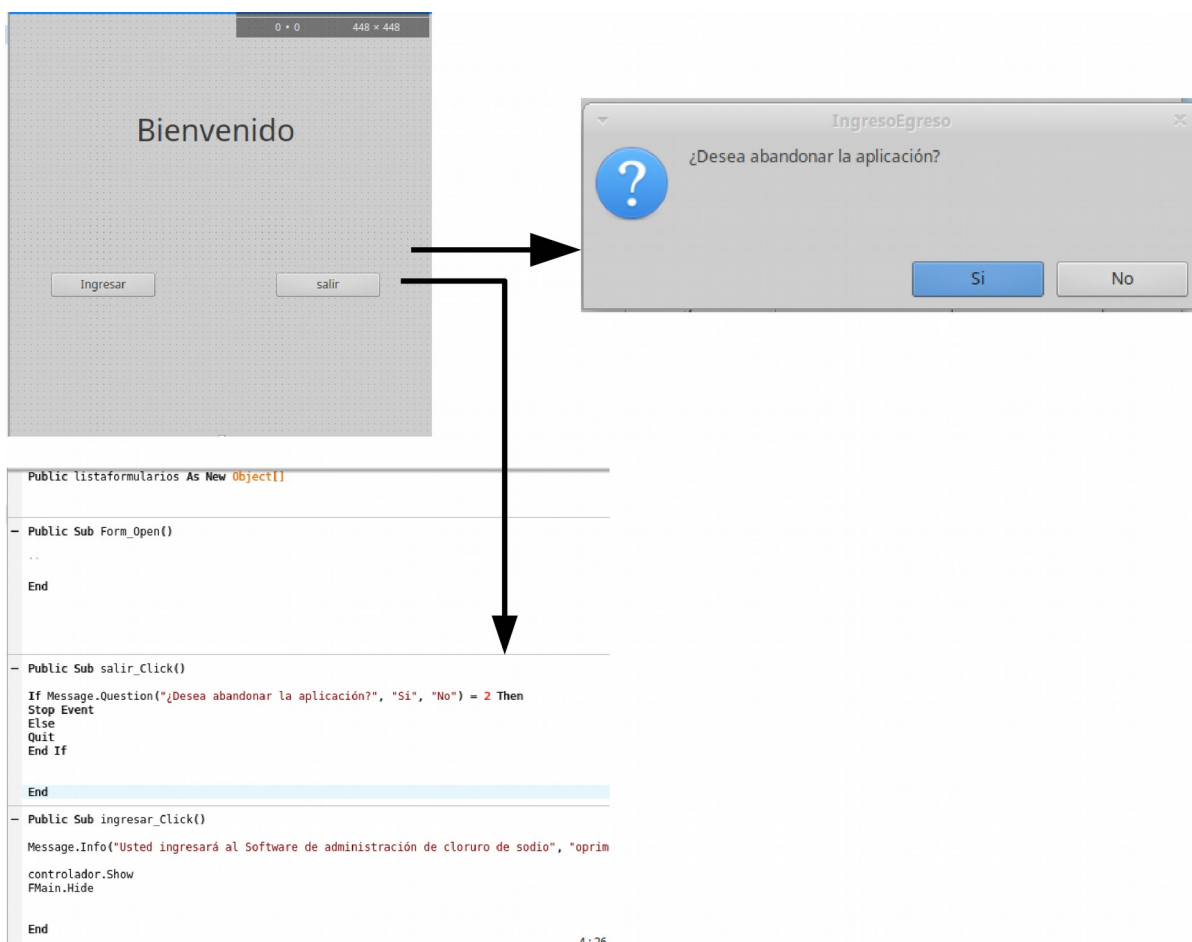 0 • 0 448 × 448
Bienvenido
Ingresar salir
IngresoEgreso
¿Desea abandonar la aplicación?
Si No
Public listaformularios As New Object[]
Public Sub Form_Open()
..
End
Public Sub salir_Click()
If Message.Question("¿Desea abandonar la aplicación?", "Si", "No") = 2 Then
Stop Event
Else
Quit
End If
End
Public Sub ingresar_Click()
Message.Info("Usted ingresará al Software de administración de cloruro de sodio", "oprim
controlador.Show
FMain.Hide
End